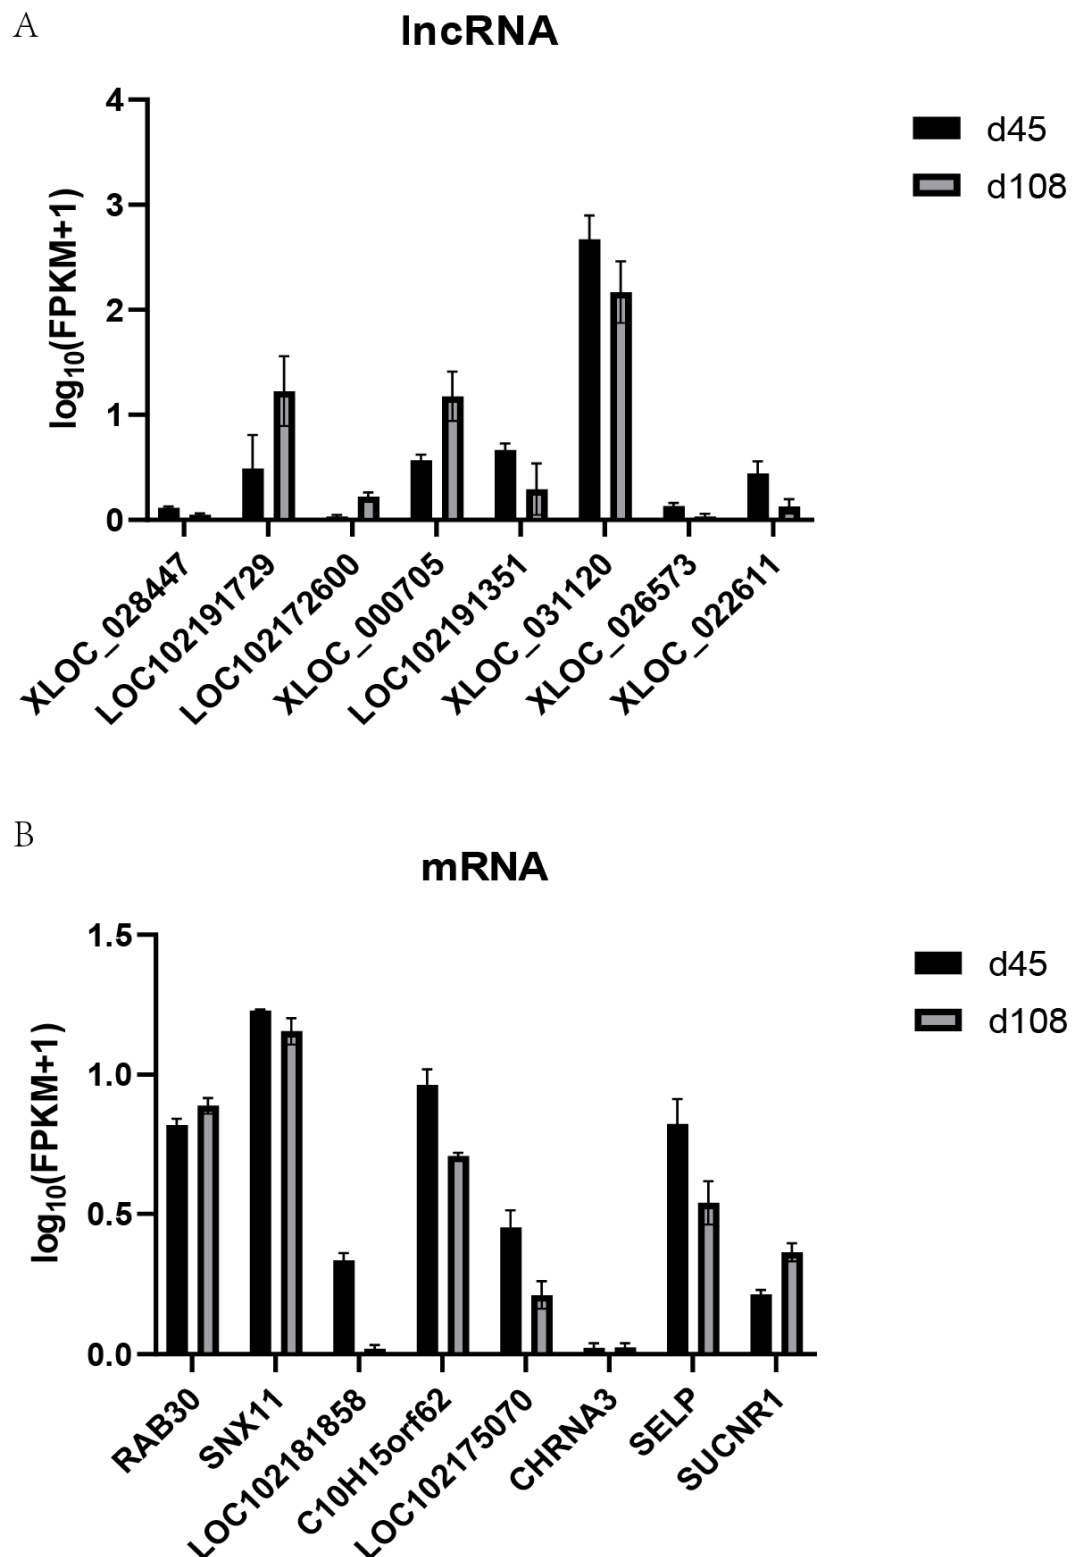 A
lncRNA
4
3
2
1
0
log10(FPKM+1)
d45
d108
XLOC_028447
LOC102191729
LOC102172600
XLOC_000705
LOC102191351
XLOC_031120
XLOC_026573
XLOC_022611
B
mRNA
1.5
1.0
0.5
0.0
log10(FPKM+1)
d45
d108
RAB30
SNX11
LOC102181858
C10H15orf62
LOC102175070
CHRNA3
SELP
SUCNR1